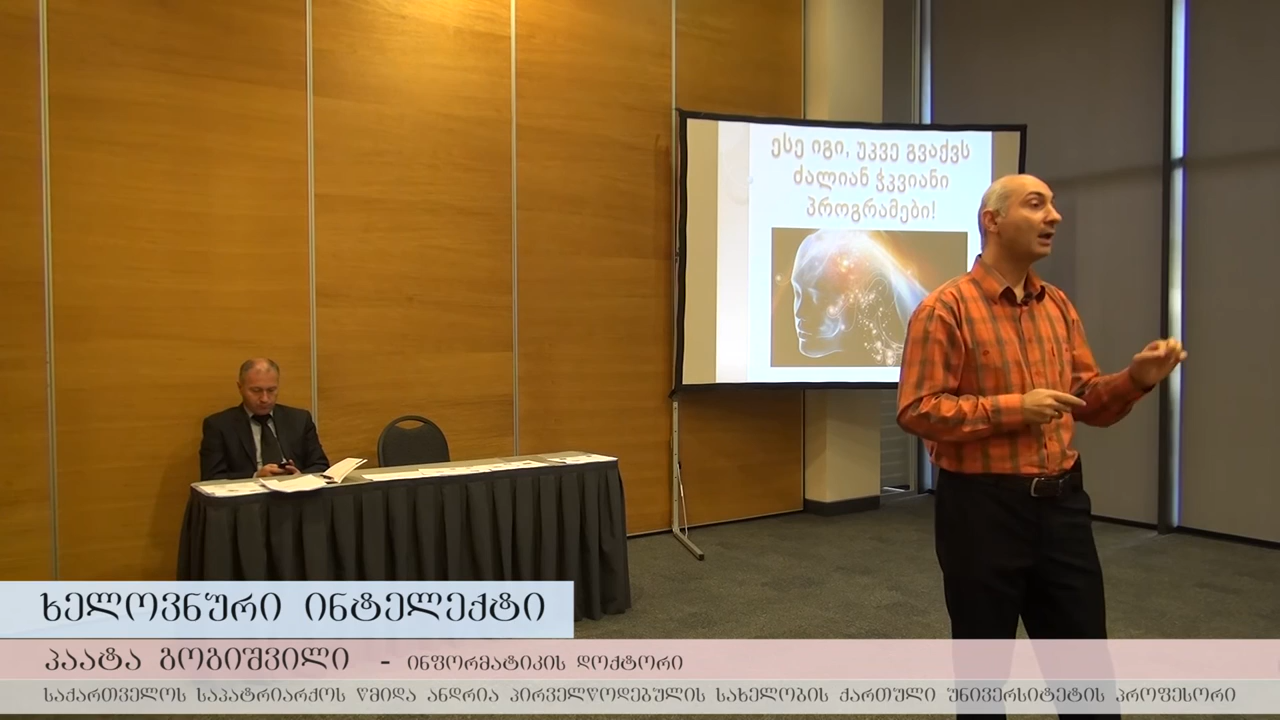 ესე იგი, უკვე გვაქვს
ძალიან ჭკვიანი
პროგრამები!
ხელოვნური ინტელექტი
პაატა გოგიშვილი - ინფორმატიკის დოქტორი
საქართველოს საპატრიარქოს წმიდა ანდრია პირველწოდებულის სახელობის ქართული უნივერსიტეტის პროფესორი